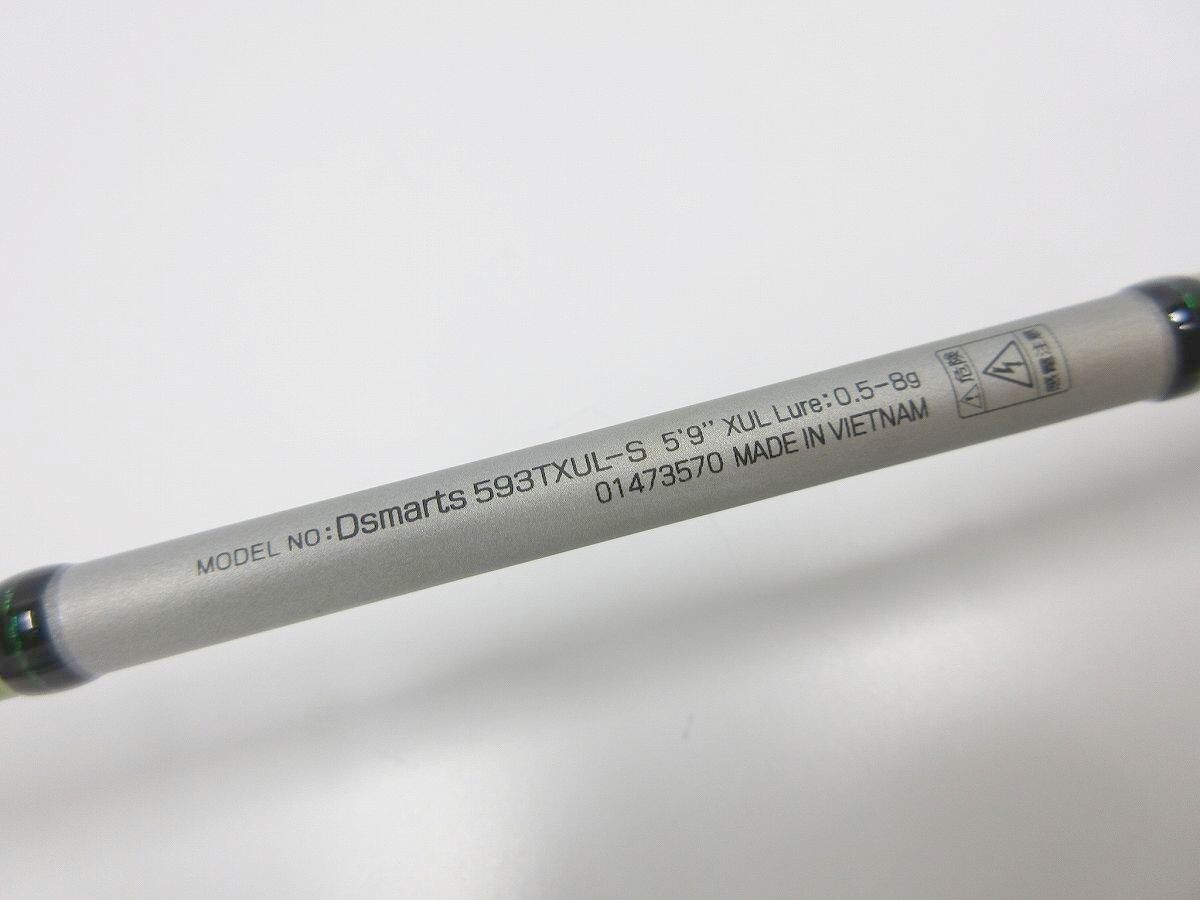 MODEL NO:Dsmarts 593TXUL-S 5'9" XUL Lure:0.5-8g
01473570 MADE IN VIETNAM
危険
感電注意